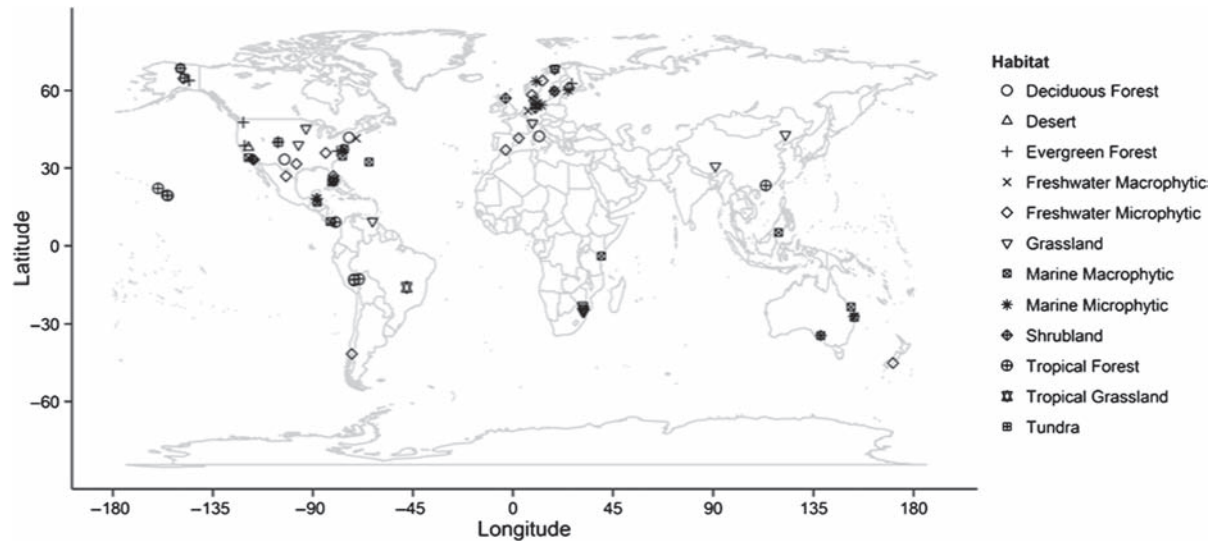 Habitat
Deciduous Forest
Desert
Evergreen Forest
Freshwater Macrophytic
Freshwater Microphytic
Grassland
Marine Macrophytic
Marine Microphytic
Shrubland
Tropical Forest
Tropical Grassland
Tundra
Latitude
60
30
0
−30
−60
−180
−135
−90
−45
0
45
90
135
180
Longitude